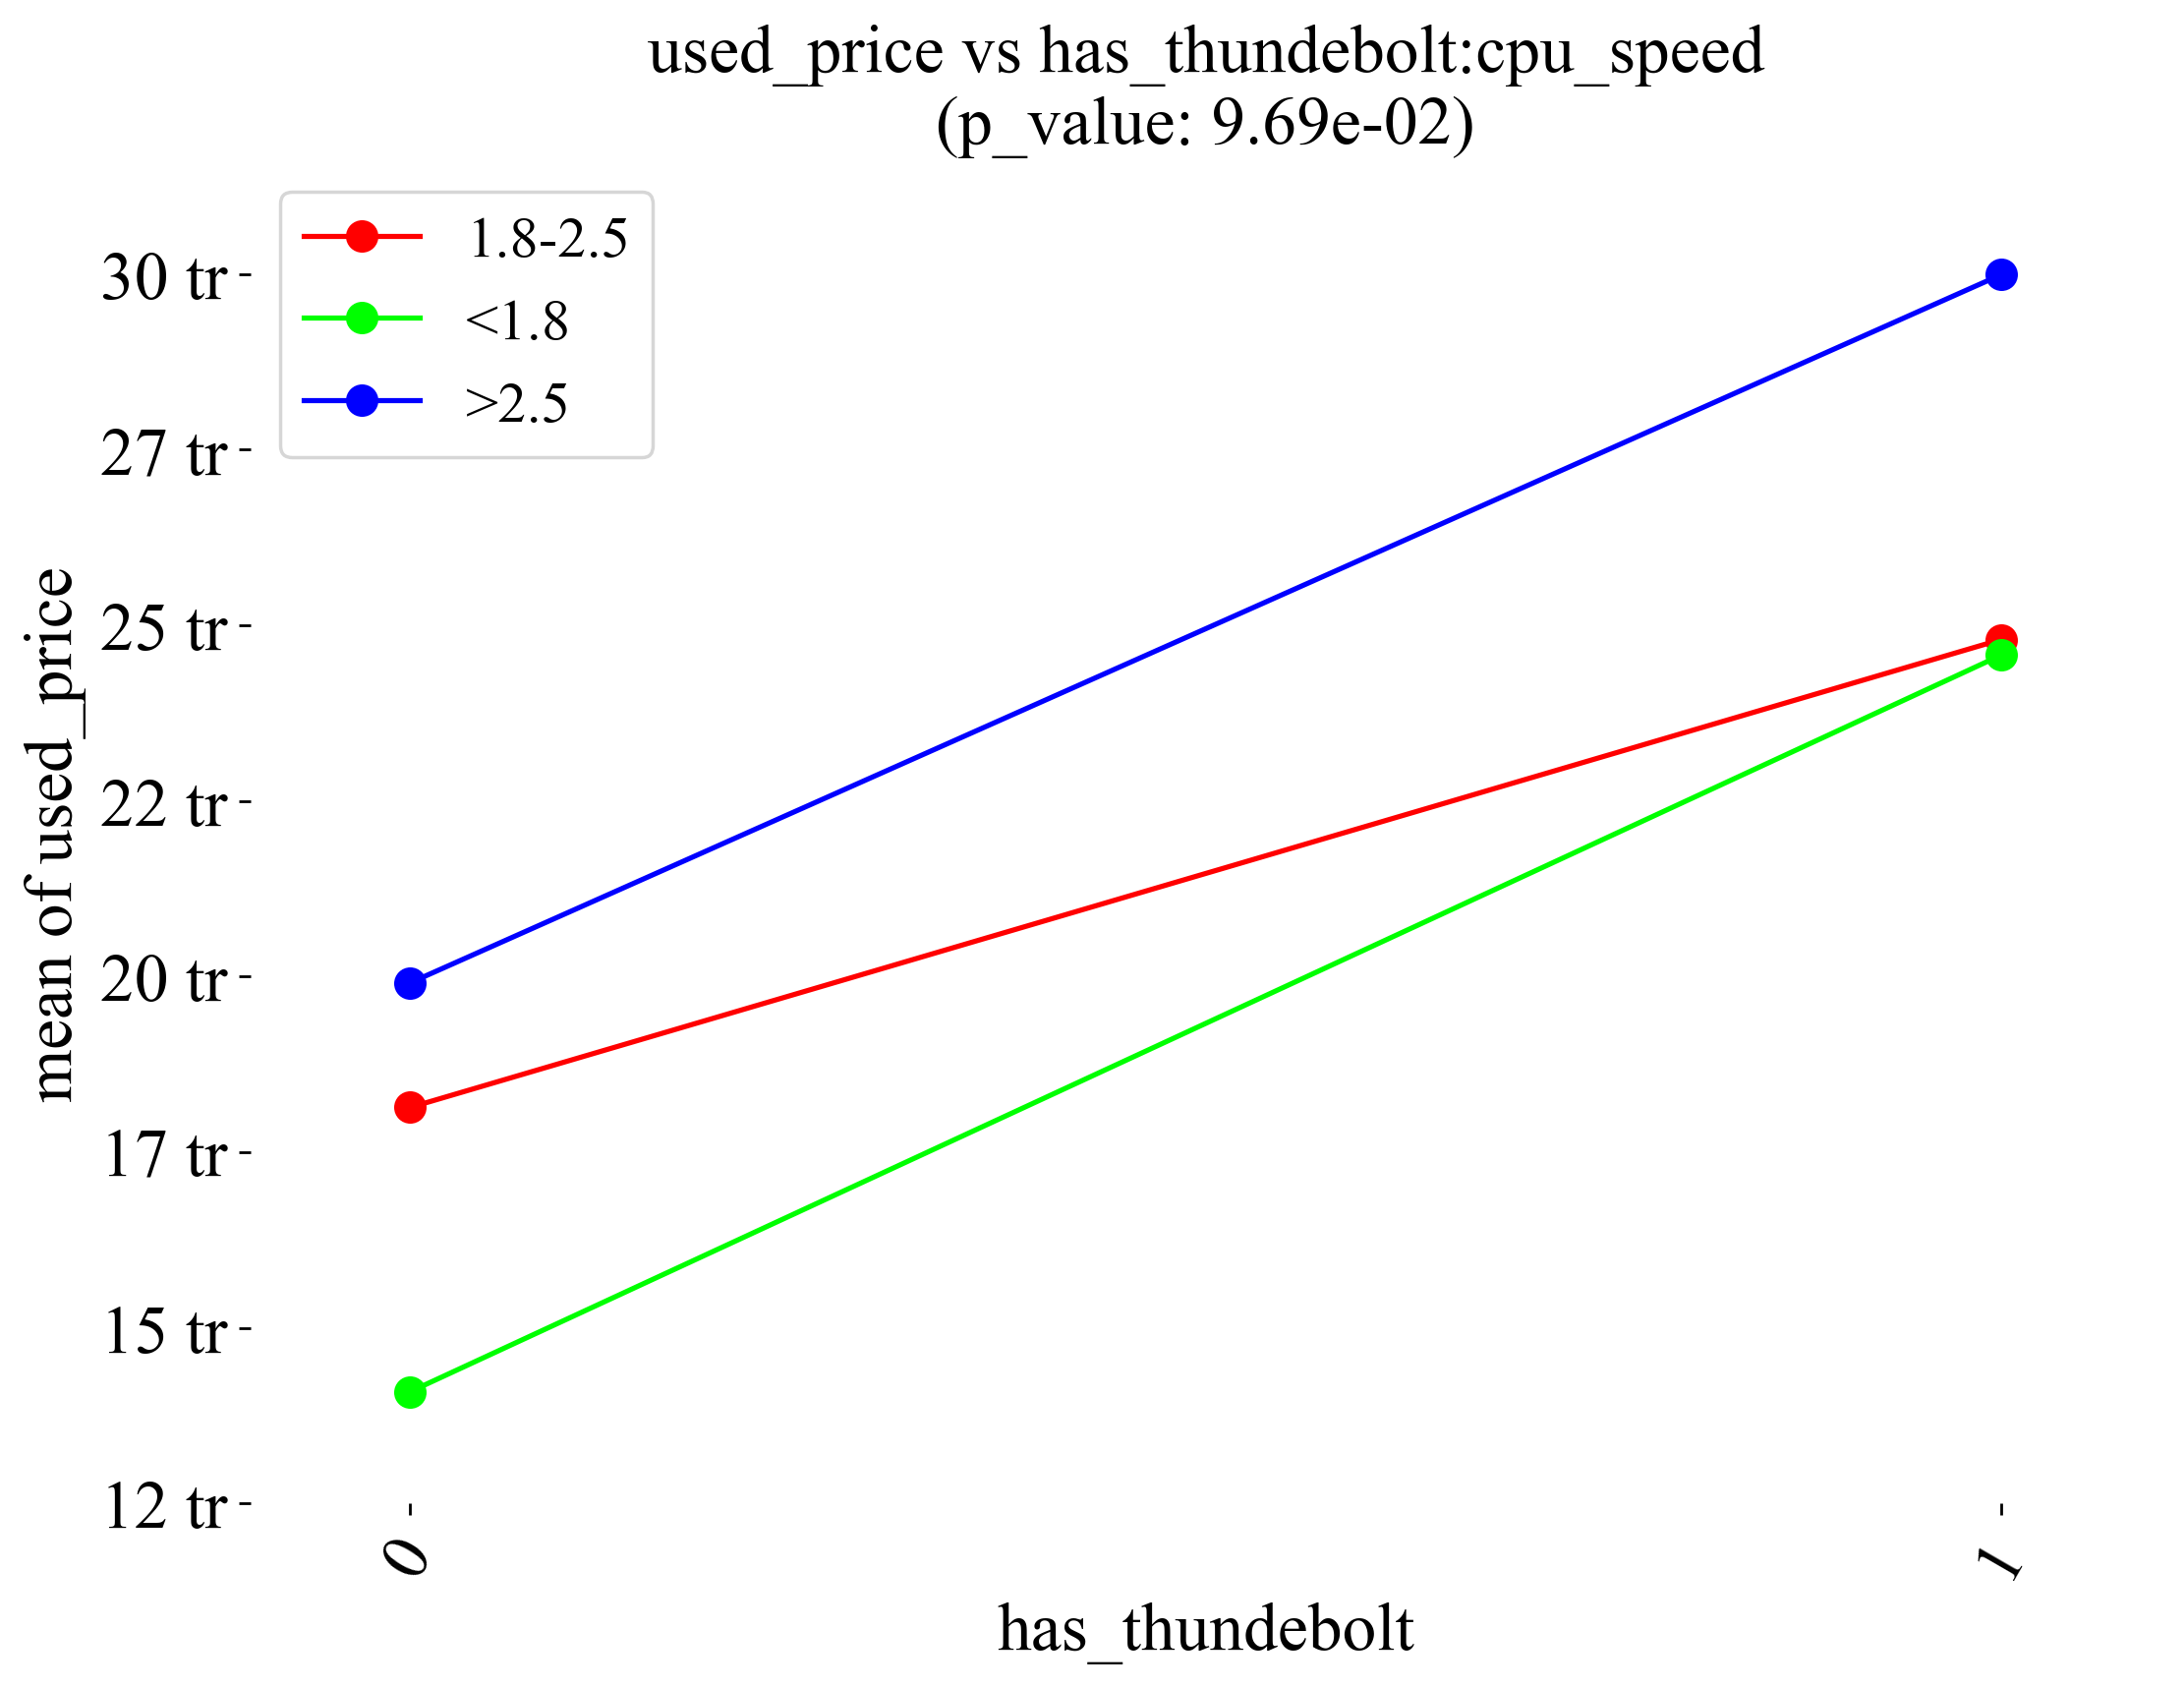 used_price vs has_thundebolt:cpu_speed
(p_value: 9.69e-02)
1.8-2.5
<1.8
>2.5
30 tr
27 tr
25 tr
22 tr
20 tr
17 tr
15 tr
12 tr
mean of used_price
0
1
has_thundebolt